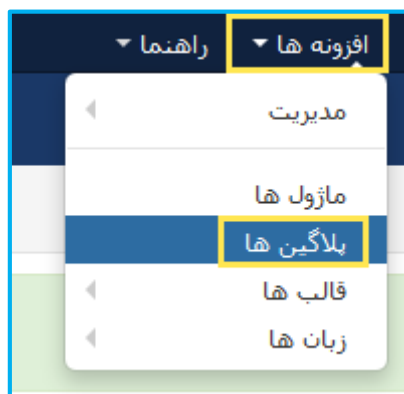 افزونه ها راهنما
مدیریت
ماژول ها
پلاگین ها
قالب ها
زبان ها